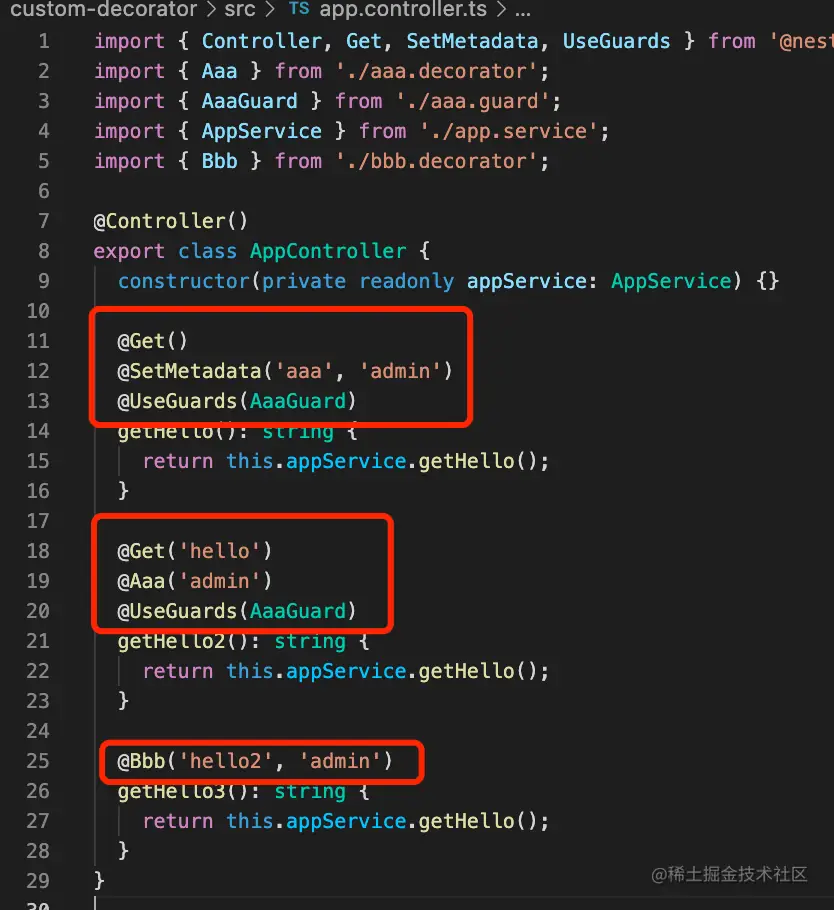 custom-decorator > src > TS app.controller.ts > ...
1 import { Controller, Get, SetMetadata, UseGuards } from '@nest
2 import { Aaa } from './aaa.decorator';
3 import { AaaGuard } from './aaa.guard';
4 import { AppService } from './app.service';
5 import { Bbb } from './bbb.decorator';
6
7 @Controller()
8 export class AppController {
9 constructor(private readonly appService: AppService) {}
10
11 @Get()
12 @SetMetadata('aaa', 'admin')
13 @UseGuards(AaaGuard)
14 getHello(): string {
15 return this.appService.getHello();
16 }
17
18 @Get('hello')
19 @Aaa('admin')
20 @UseGuards(AaaGuard)
21 getHello2(): string {
22 return this.appService.getHello();
23 }
24
25 @Bbb('hello2', 'admin')
26 getHello3(): string {
27 return this.appService.getHello();
28 }
29 }
30
@稀土掘金技术社区